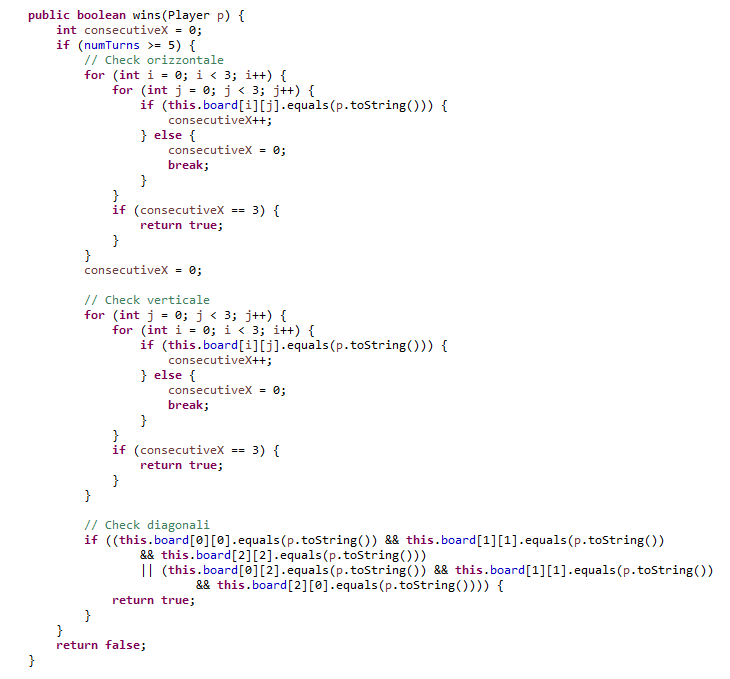 public boolean wins(Player p) {
    int consecutiveX = 0;
    if (numTurns >= 5) {
        // Check orizzontale
        for (int i = 0; i < 3; i++) {
            for (int j = 0; j < 3; j++) {
                if (this.board[i][j].equals(p.toString())) {
                    consecutiveX++;
                } else {
                    consecutiveX = 0;
                    break;
                }
            }
            if (consecutiveX == 3) {
                return true;
            }
        }
        consecutiveX = 0;

        // Check verticale
        for (int j = 0; j < 3; j++) {
            for (int i = 0; i < 3; i++) {
                if (this.board[i][j].equals(p.toString())) {
                    consecutiveX++;
                } else {
                    consecutiveX = 0;
                    break;
                }
            }
            if (consecutiveX == 3) {
                return true;
            }
        }

        // Check diagonali
        if ((this.board[0][0].equals(p.toString()) && this.board[1][1].equals(p.toString())
                && this.board[2][2].equals(p.toString()))
                || (this.board[0][2].equals(p.toString()) && this.board[1][1].equals(p.toString())
                        && this.board[2][0].equals(p.toString()))) {
            return true;
        }
    }
    return false;
}